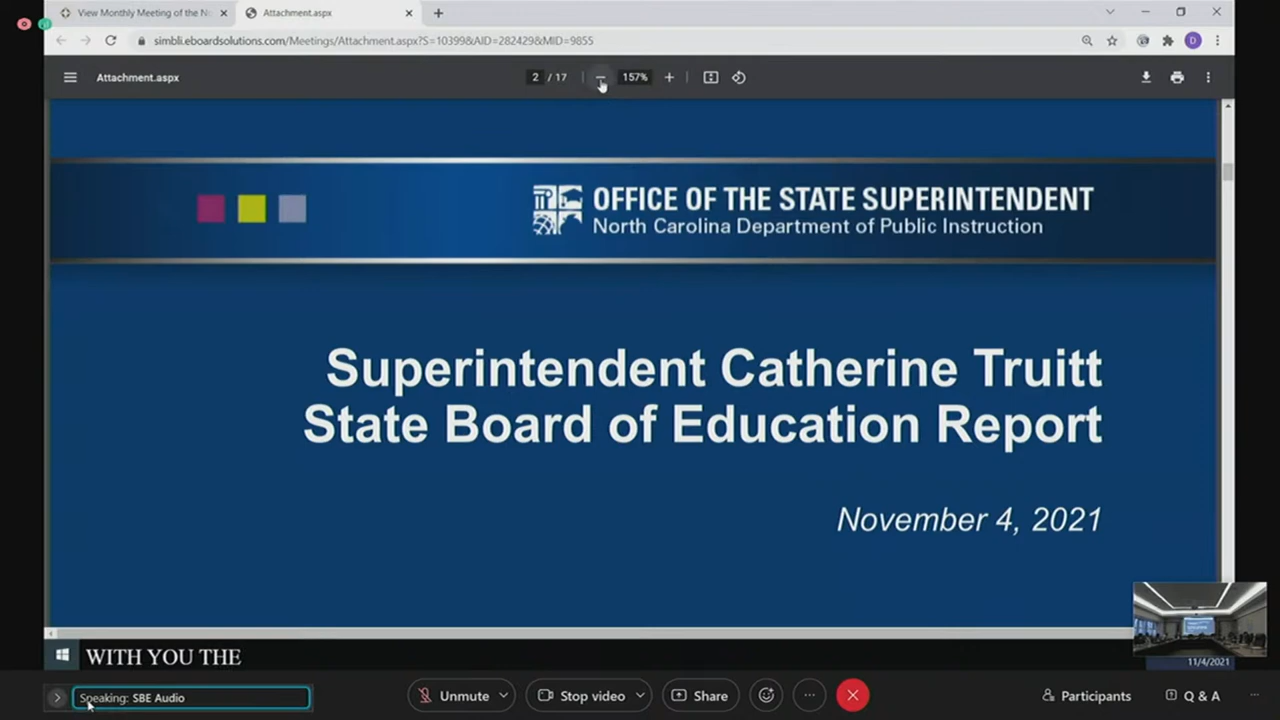 View Monthly Meeting of the N
Attachment.aspx
simbli.eboardsolutions.com/Meetings/Attachment.aspx?S=10399&AID=282429&MID=9855
D
Attachment.aspx
2 / 17
157%
OFFICE OF THE STATE SUPERINTENDENT
North Carolina Department of Public Instruction
Superintendent Catherine Truitt
State Board of Education Report
November 4, 2021
WITH YOU THE
11/4/2021
Speaking: SBE Audio
Unmute
Stop video
Share
Participants
Q & A